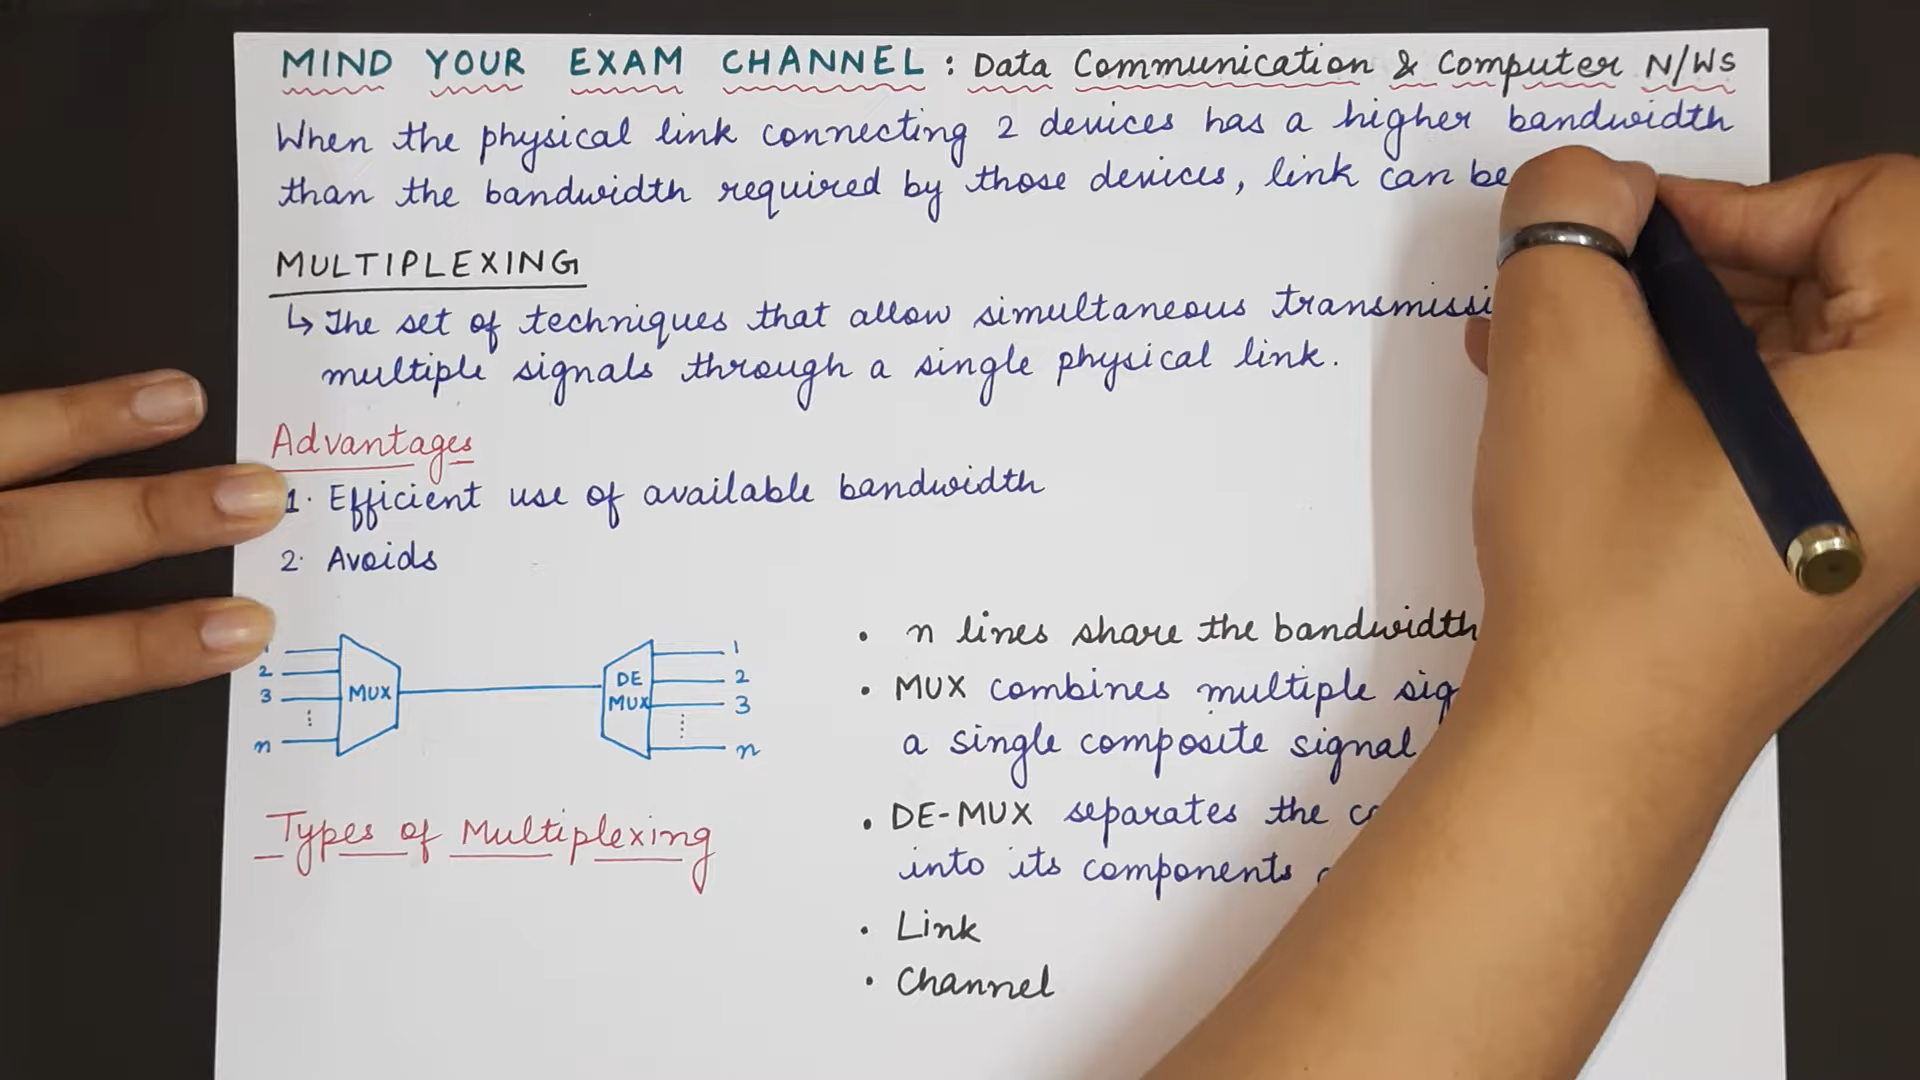 MIND YOUR EXAM CHANNEL : Data Communication & Computer N/Ws
When the physical link connecting 2 devices has a higher bandwidth
than the bandwidth required by those devices, link can be
MULTIPLEXING
↳ The set of techniques that allow simultaneous
multiple signals through a single physical link.
Advantages
1. Efficient use of available bandwidth
2. Avoids
1
2
3
n
MUX
DE
MUX
1
2
3
n
• n lines share the bandwidth
• MUX combines multiple
a single composite signal
• DE-MUX separates the
into its components
• Link
• Channel
Types of Multiplexing